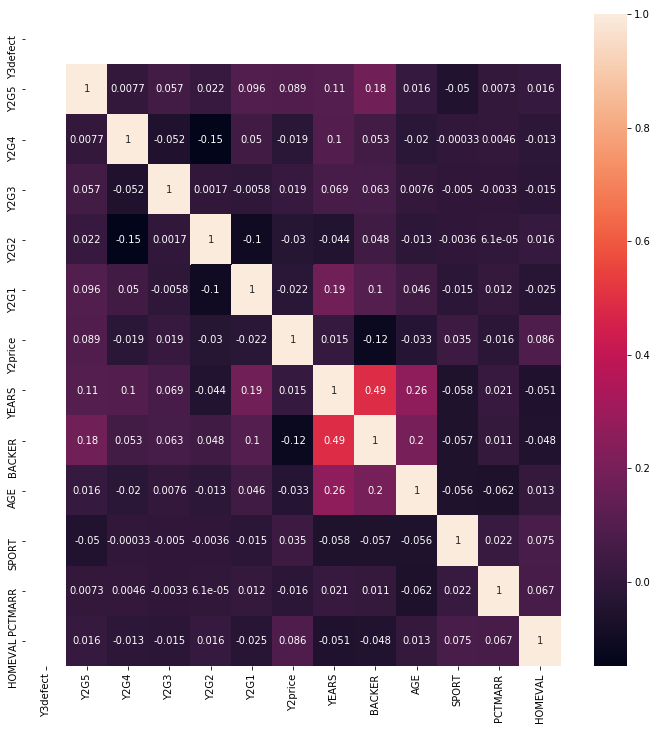 Y3defect
Y2G5 1 0.0077 0.057 0.022 0.096 0.089 0.11 0.18 0.016 -0.05 0.0073 0.016
Y2G4 0.0077 1 -0.052 -0.15 0.05 -0.019 0.1 0.053 -0.02 -0.00033 0.0046 -0.013
Y2G3 0.057 -0.052 1 0.0017 -0.0058 0.019 0.069 0.063 0.0076 -0.005 -0.0033 -0.015
Y2G2 0.022 -0.15 0.0017 1 -0.1 -0.03 -0.044 0.048 -0.013 -0.0036 6.1e-05 0.016
Y2G1 0.096 0.05 -0.0058 -0.1 1 -0.022 0.19 0.1 0.046 -0.015 0.012 -0.025
Y2price 0.089 -0.019 0.019 -0.03 -0.022 1 0.015 -0.12 -0.033 0.035 -0.016 0.086
YEARS 0.11 0.1 0.069 -0.044 0.19 0.015 1 0.49 0.26 -0.058 0.021 -0.051
BACKER 0.18 0.053 0.063 0.048 0.1 -0.12 0.49 1 0.2 -0.057 0.011 -0.048
AGE 0.016 -0.02 0.0076 -0.013 0.046 -0.033 0.26 0.2 1 -0.056 -0.062 0.013
SPORT -0.05 -0.00033 -0.005 -0.0036 -0.015 0.035 -0.058 -0.057 -0.056 1 0.022 0.075
PCTMARR 0.0073 0.0046 -0.0033 6.1e-05 0.012 -0.016 0.021 0.011 -0.062 0.022 1 0.067
HOMEVAL 0.016 -0.013 -0.015 0.016 -0.025 0.086 -0.051 -0.048 0.013 0.075 0.067 1
Y3defect Y2G5 Y2G4 Y2G3 Y2G2 Y2G1 Y2price YEARS BACKER AGE SPORT PCTMARR HOMEVAL
1.0
0.8
0.6
0.4
0.2
0.0